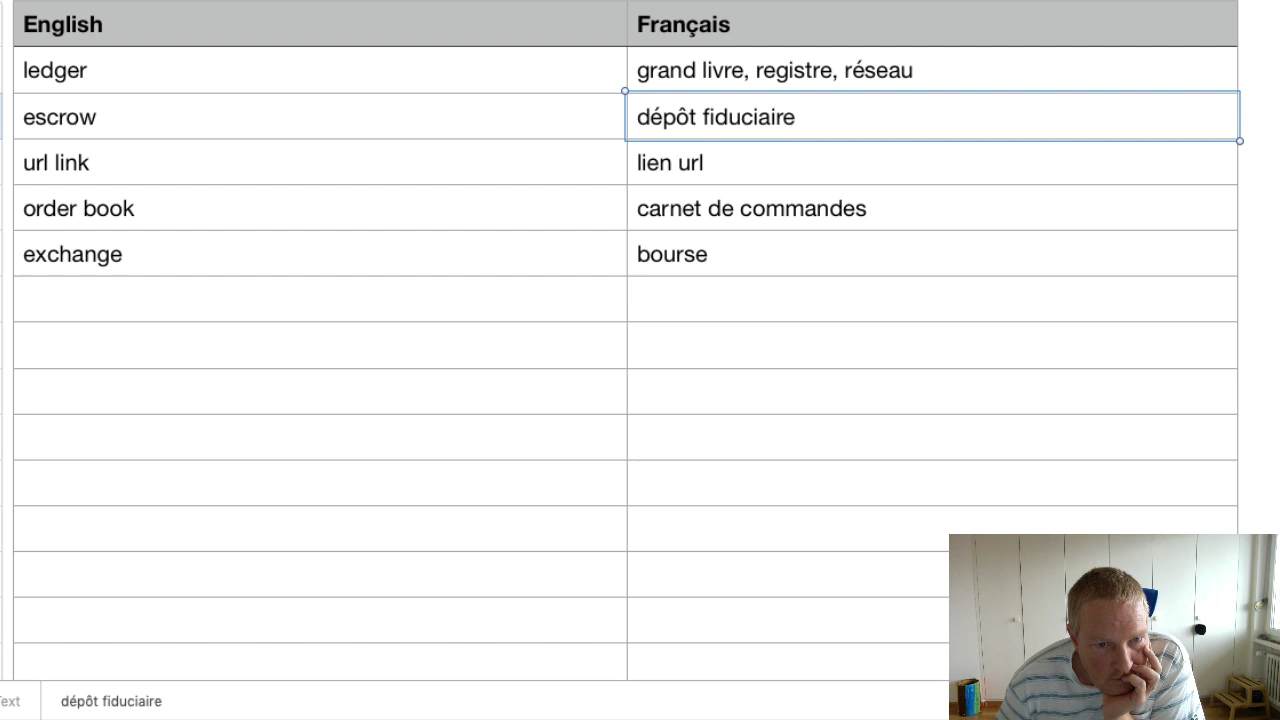 English Français
ledger grand livre, registre, réseau
escrow dépôt fiduciaire
url link lien url
order book carnet de commandes
exchange bourse
dépôt fiduciaire